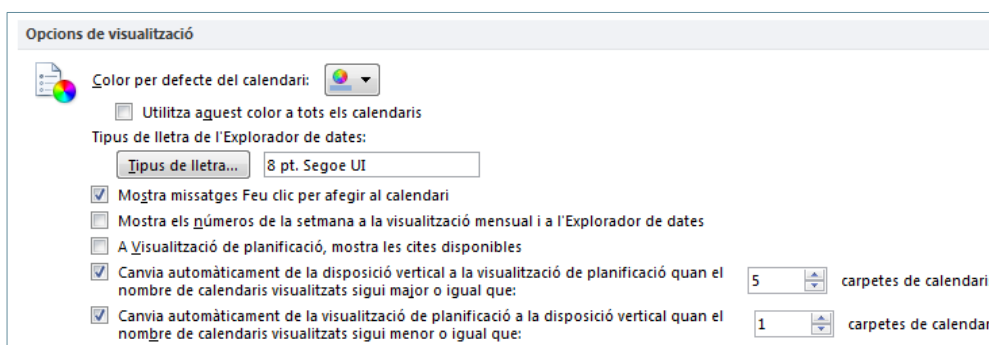 Opcions de visualització
Color per defecte del calendari:
Utilitza aquest color a tots els calendaris
Tipus de lletra de l'Explorador de dates:
Tipus de lletra... 8 pt. Segoe UI
Mostra missatges Feu clic per afegir al calendari
Mostra els números de la setmana a la visualització mensual i a l'Explorador de dates
A Visualització de planificació, mostra les cites disponibles
Canvia automàticament de la disposició vertical a la visualització de planificació quan el
nombre de calendaris visualitzats sigui major o igual que: 5 carpetes de calendari
Canvia automàticament de la visualització de planificació a la disposició vertical quan el
nombre de calendaris visualitzats sigui menor o igual que: 1 carpetes de calendar